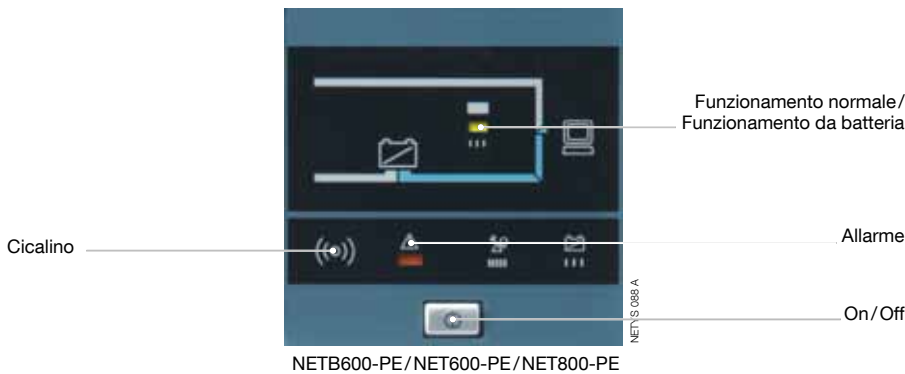 Funzionamento normale/
Funzionamento da batteria
Cicalino
Allarme
On/Off
NETYS 088 A
NETB600-PE/NET600-PE/NET800-PE